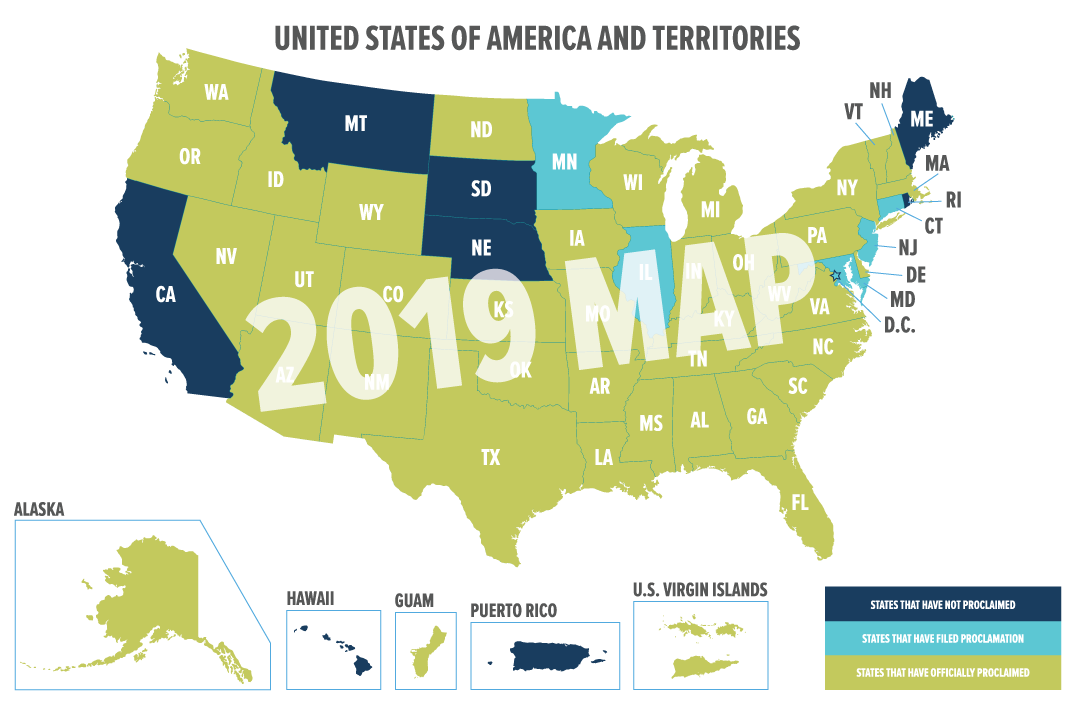 UNITED STATES OF AMERICA AND TERRITORIES
WA
MT
ND
MN
OR
ID
SD
WY
WI
MI
NY
NH
VT
ME
MA
RI
CT
NJ
DE
MD
D.C.
CA
NV
UT
CO
NE
IA
IL
IN
OH
PA
WV
VA
KS
MO
KY
NC
2019 MAP
AZ
NM
OK
AR
TN
SC
MS
AL
GA
TX
LA
FL
ALASKA
HAWAII
GUAM
PUERTO RICO
U.S. VIRGIN ISLANDS
STATES THAT HAVE NOT PROCLAIMED
STATES THAT HAVE FILED PROCLAMATION
STATES THAT HAVE OFFICIALLY PROCLAIMED